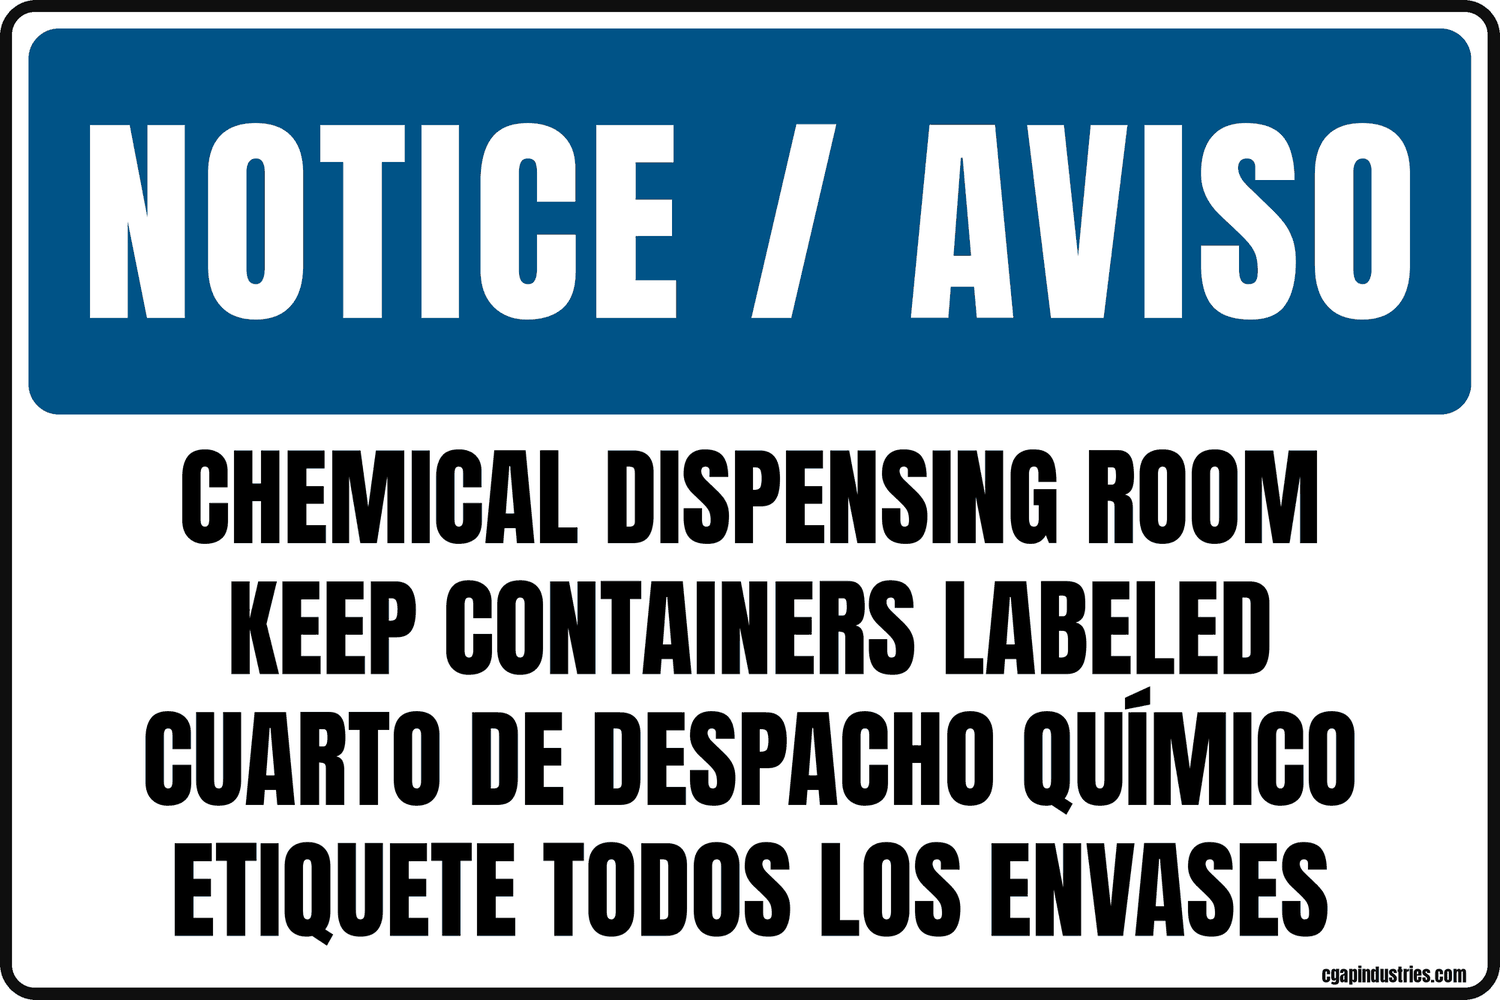 NOTICE / AVISO
CHEMICAL DISPENSING ROOM
KEEP CONTAINERS LABELED
CUARTO DE DESPACHO QUÍMICO
ETIQUETE TODOS LOS ENVASES
cgapindustries.com